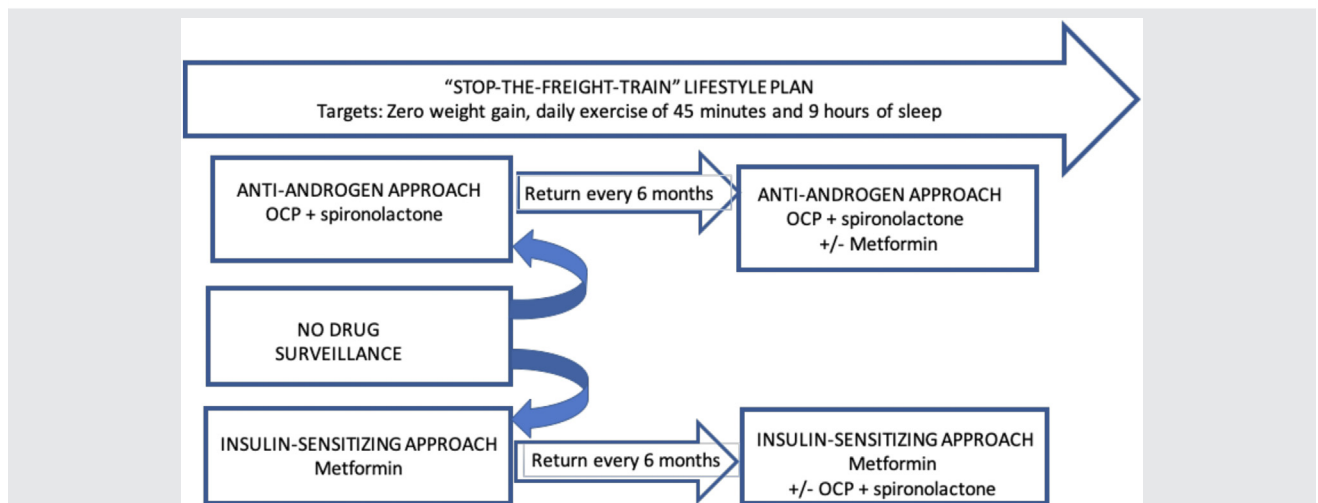 “STOP-THE-FREIGHT-TRAIN” LIFESTYLE PLAN
Targets: Zero weight gain, daily exercise of 45 minutes and 9 hours of sleep
ANTI-ANDROGEN APPROACH
OCP + spironolactone
Return every 6 months
ANTI-ANDROGEN APPROACH
OCP + spironolactone
+/- Metformin
NO DRUG
SURVEILLANCE
INSULIN-SENSITIZING APPROACH
Metformin
Return every 6 months
INSULIN-SENSITIZING APPROACH
Metformin
+/- OCP + spironolactone